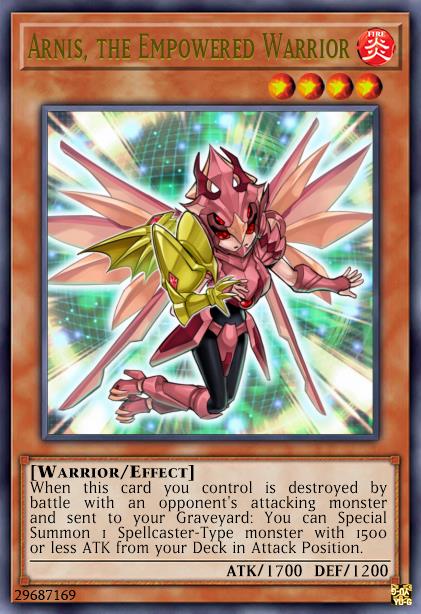 ARNIS, THE EMPOWERED WARRIOR
FIRE
炎
[WARRIOR/EFFECT]
When this card you control is destroyed by
battle with an opponent's attacking monster
and sent to your Graveyard: You can Special
Summon 1 Spellcaster-Type monster with 1500
or less ATK from your Deck in Attack Position.
ATK/1700 DEF/1200
29687169